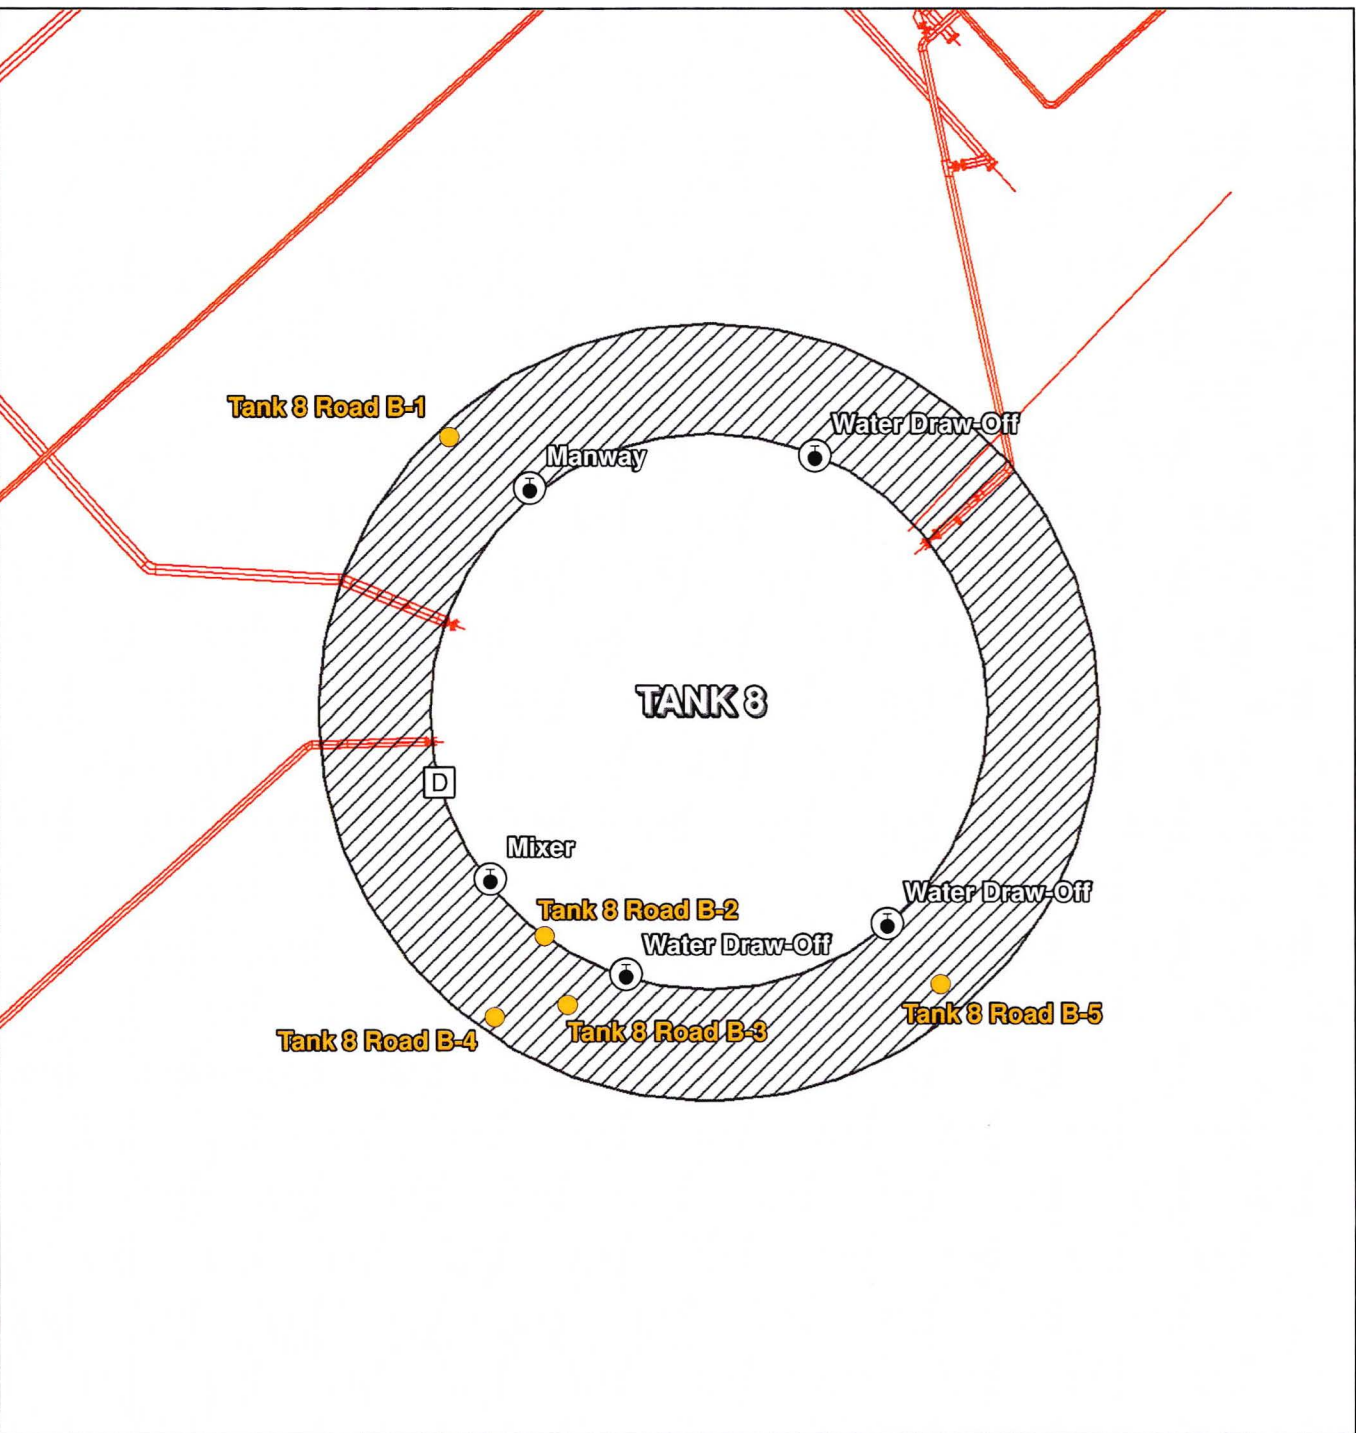 Tank 8 Road B-1
Water Draw-Off
Manway
TANK 8
D
Mixer
Water Draw-Off
Tank 8 Road B-2
Water Draw-Off
Tank 8 Road B-5
Tank 8 Road B-3
Tank 8 Road B-4